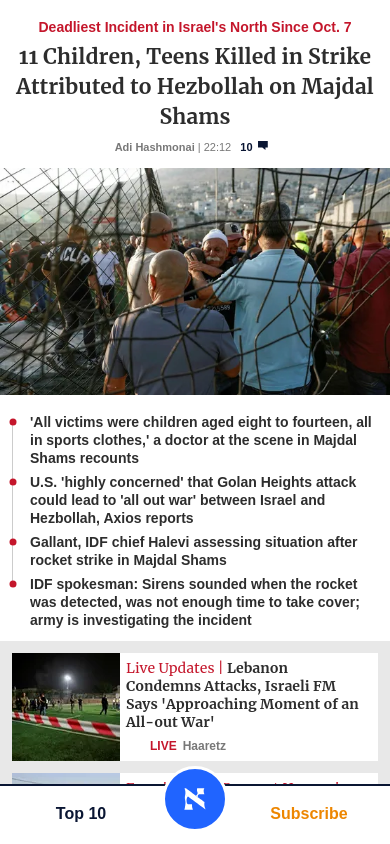 Deadliest Incident in Israel's North Since Oct. 7
11 Children, Teens Killed in Strike
Attributed to Hezbollah on Majdal
Shams
Adi Hashmonai | 22:12 10
'All victims were children aged eight to fourteen, all
in sports clothes,' a doctor at the scene in Majdal
Shams recounts
U.S. 'highly concerned' that Golan Heights attack
could lead to 'all out war' between Israel and
Hezbollah, Axios reports
Gallant, IDF chief Halevi assessing situation after
rocket strike in Majdal Shams
IDF spokesman: Sirens sounded when the rocket
was detected, was not enough time to take cover;
army is investigating the incident
Live Updates | Lebanon
Condemns Attacks, Israeli FM
Says 'Approaching Moment of an
All-out War'
LIVE Haaretz
Top 10
Subscribe